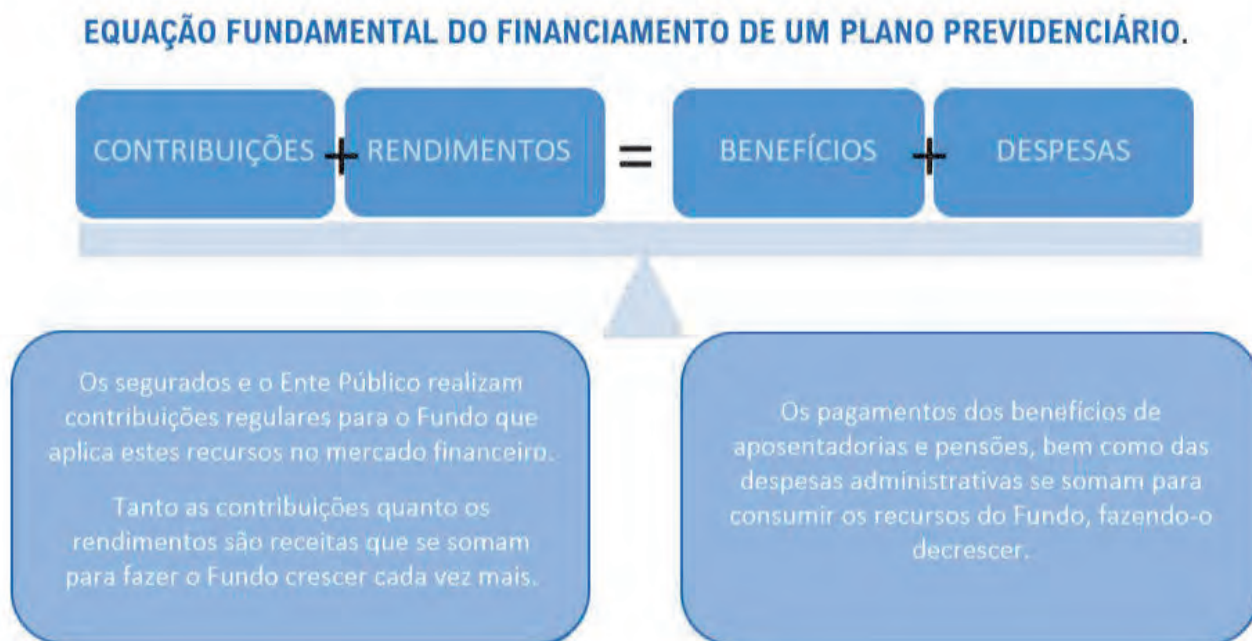 EQUAÇÃO FUNDAMENTAL DO FINANCIAMENTO DE UM PLANO PREVIDENCIÁRIO.
CONTRIBUIÇÕES + RENDIMENTOS = BENEFÍCIOS + DESPESAS
Os segurados e o Ente Público realizam
contribuições regulares para o Fundo que
aplica estes recursos no mercado financeiro.
Tanto as contribuições quanto os
rendimentos são receitas que se somam
para fazer o Fundo crescer cada vez mais.
Os pagamentos dos benefícios de
aposentadorias e pensões, bem como das
despesas administrativas se somam para
consumir os recursos do Fundo, fazendo-o
decrescer.